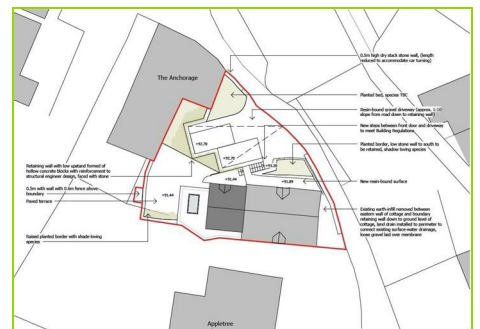 The Anchorage
0.5m high dry stack stone wall, (length
reduced to accommodate car turning)
Planted bed, species TBC
Resin-bound gravel driveway (approx. 1:10
slope from road down to retaining wall)
New steps between front door and driveway
to meet Building Regulations
Planted border, low stone wall to south to
be retained, shadow loving species
New resin-bound surface
Existing earth-infill removed between
eastern wall of cottage and boundary
retaining wall down to ground level of
cottage, land drain installed to perimeter to
connect existing surface-water drainage,
loose gravel laid over membrane
Retaining wall with low upstand formed of
hollow concrete blocks with reinforcement to
structural engineer design, faced with stone
0.5m with wall with 0.6m fence above
boundary
Paved terrace
Raised planted border with shade-loving
species
+92.70
+92.70
+91.44
+91.44
+91.89
Appletree